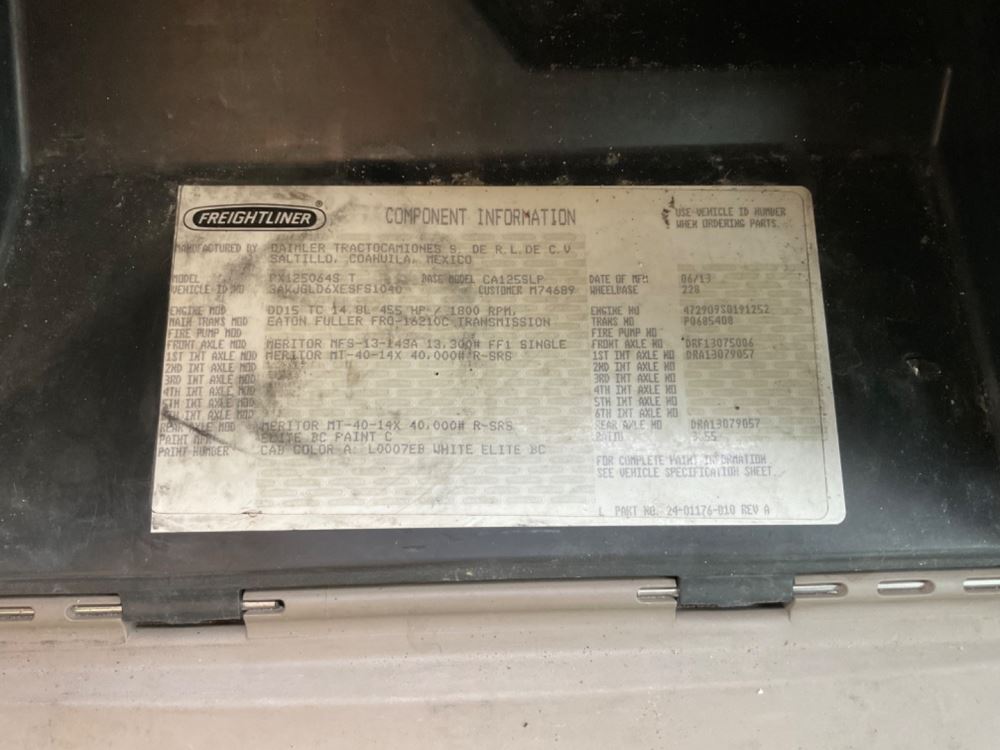 FREIGHTLINER ®
COMPONENT INFORMATION
USE VEHICLE ID NUMBER
WHEN ORDERING PARTS.
MANUFACTURED BY DAIMLER TRACTOCAMIONES S. DE R.L. DE C.V
SALTILLO, COAHUILA, MEXICO
MODEL PX125064S T BASE MODEL CA125SLP DATE OF MFG 06/13
VEHICLE ID NO 3AKJGLD6XESFS1040 CUSTOMER M74689 WHEELBASE 228
ENGINE MOD DD15 TC 14.8L 455 HP / 1800 RPM, ENGINE NO 472909S0191252
MAIN TRANS MOD EATON FULLER FRO-16210C TRANSMISSION TRANS NO P0685408
FIRE PUMP MOD FIRE PUMP NO
FRONT AXLE MOD MERITOR MFS-13-143A 13,300# FF1 SINGLE FRONT AXLE NO DRF13075006
1ST INT AXLE MOD MERITOR MT-40-14X 40,000# R-SRS 1ST INT AXLE NO DRA13079057
2ND INT AXLE MOD 2ND INT AXLE NO
3RD INT AXLE MOD 3RD INT AXLE NO
4TH INT AXLE MOD 4TH INT AXLE NO
5TH INT AXLE MOD 5TH INT AXLE NO
6TH INT AXLE MOD 6TH INT AXLE NO
REAR AXLE MOD MERITOR MT-40-14X 40,000# R-SRS REAR AXLE NO DRA13079057
PAINT MFR ELITE BC PAINT C RATIO 3.55
PAINT NUMBER CAB COLOR A: L0007EB WHITE ELITE BC
FOR COMPLETE PAINT INFORMATION
SEE VEHICLE SPECIFICATION SHEET.
L PART NO. 24-01176-010 REV A